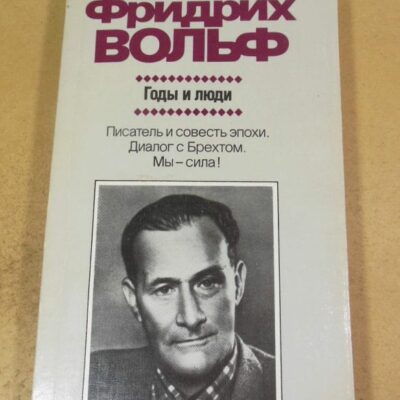 Фридрих
ВОЛЬФ
Годы и люди
Писатель и совесть эпохи.
Диалог с Брехтом.
Мы – сила!